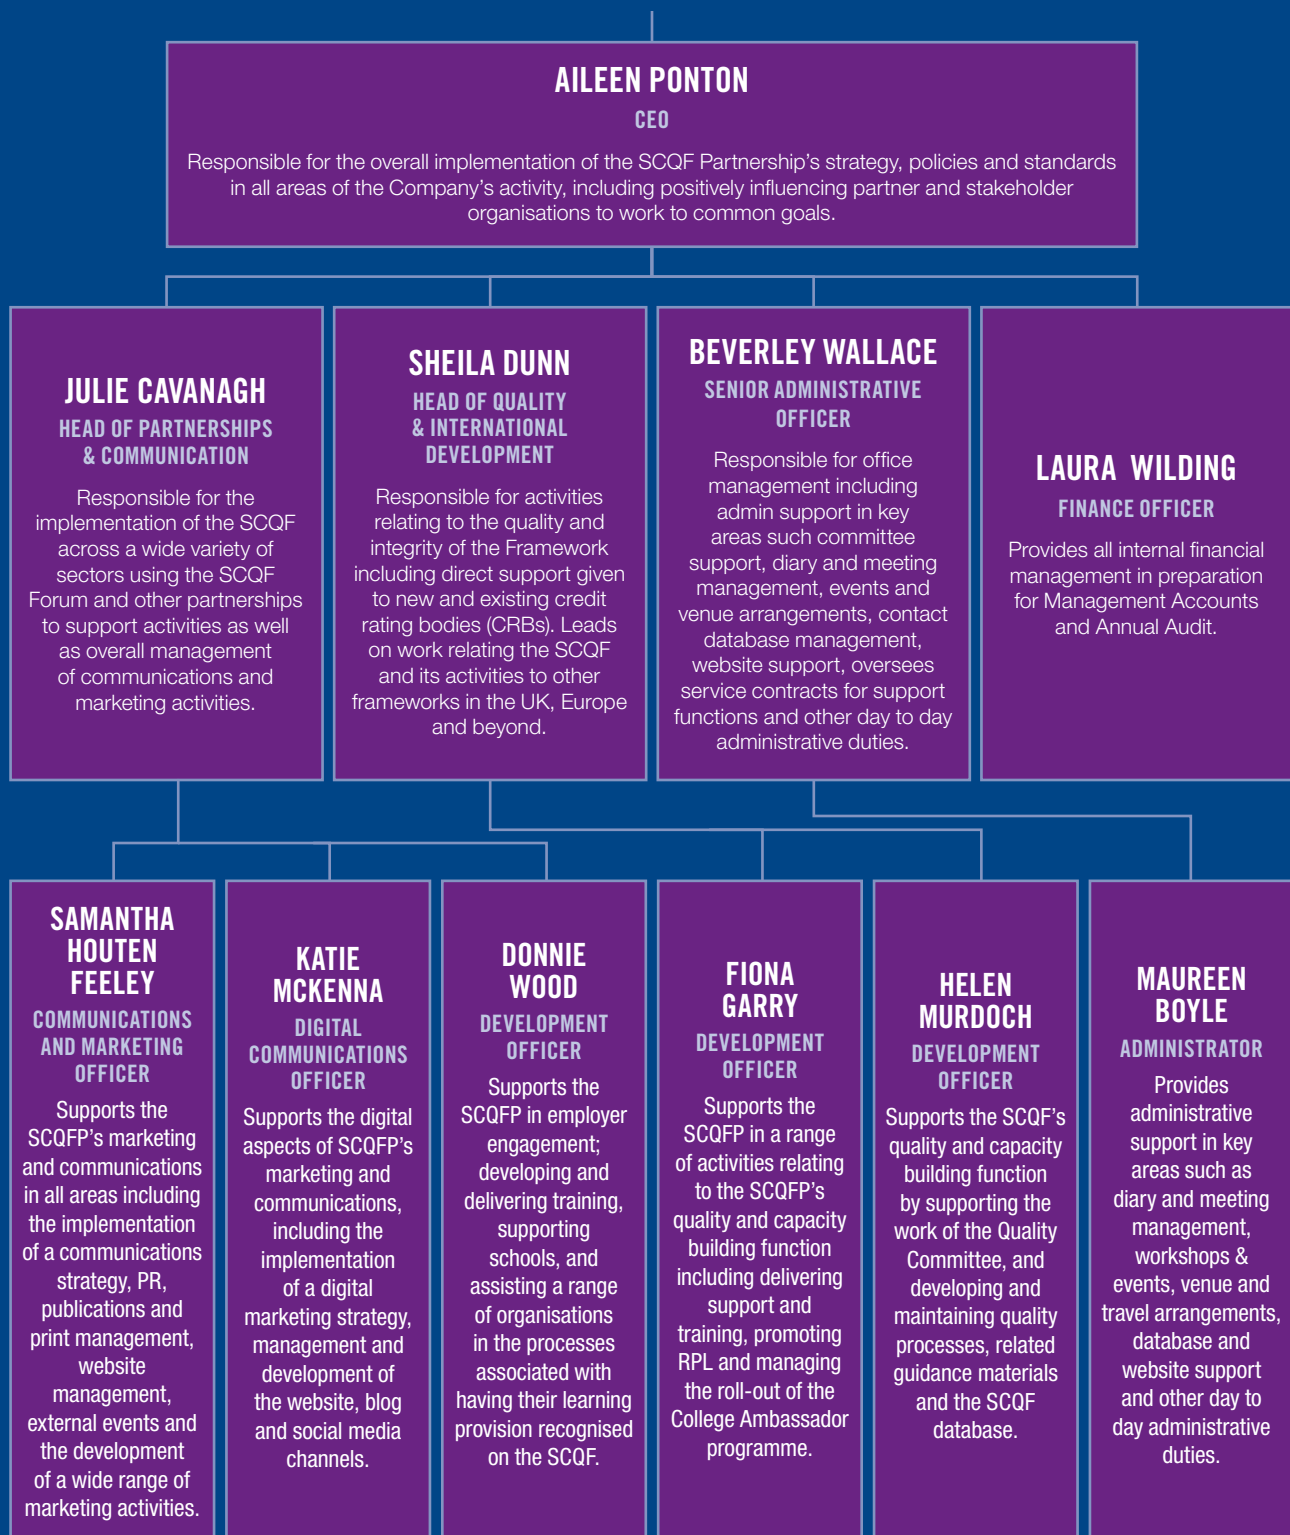 AILEEN PONTON
CEO
Responsible for the overall implementation of the SCQF Partnership's strategy, policies and standards
in all areas of the Company's activity, including positively influencing partner and stakeholder
organisations to work to common goals.
JULIE CAVANAGH
HEAD OF PARTNERSHIPS
& COMMUNICATION
Responsible for the
implementation of the SCQF
across a wide variety of
sectors using the SCQF
Forum and other partnerships
to support activities as well
as overall management
of communications and
marketing activities.
SHEILA DUNN
HEAD OF QUALITY
& INTERNATIONAL
DEVELOPMENT
Responsible for activities
relating to the quality and
integrity of the Framework
including direct support given
to new and existing credit
rating bodies (CRBs). Leads
on work relating the SCQF
and its activities to other
frameworks in the UK, Europe
and beyond.
BEVERLEY WALLACE
SENIOR ADMINISTRATIVE
OFFICER
Responsible for office
management including
admin support in key
areas such committee
support, diary and meeting
management, events and
venue arrangements, contact
database management,
website support, oversees
service contracts for support
functions and other day to day
administrative duties.
LAURA WILDING
FINANCE OFFICER
Provides all internal financial
management in preparation
for Management Accounts
and Annual Audit.
SAMANTHA
HOUTEN
FEELEY
COMMUNICATIONS
AND MARKETING
OFFICER
Supports the
SCQFP's marketing
and communications
in all areas including
the implementation
of a communications
strategy, PR,
publications and
print management,
website
management,
external events and
the development
of a wide range of
marketing activities.
KATIE
MCKENNA
DIGITAL
COMMUNICATIONS
OFFICER
Supports the digital
aspects of SCQFP's
marketing and
communications,
including the
implementation
of a digital
marketing strategy,
management and
development of
the website, blog
and social media
channels.
DONNIE
WOOD
DEVELOPMENT
OFFICER
Supports the
SCQFP in employer
engagement;
developing and
delivering training,
supporting
schools, and
assisting a range
of organisations
in the processes
associated with
having their learning
provision recognised
on the SCQF.
FIONA
GARRY
DEVELOPMENT
OFFICER
Supports the
SCQFP in a range
of activities relating
to the SCQFP's
quality and capacity
building function
including delivering
support and
training, promoting
RPL and managing
the roll-out of the
College Ambassador
programme.
HELEN
MURDOCH
DEVELOPMENT
OFFICER
Supports the SCQF's
quality and capacity
building function
by supporting the
work of the Quality
Committee, and
developing and
maintaining quality
processes, related
guidance materials
and the SCQF
database.
MAUREEN
BOYLE
ADMINISTRATOR
Provides
administrative
support in key
areas such as
diary and meeting
management,
workshops &
events, venue and
travel arrangements,
database and
website support
and other day to
day administrative
duties.